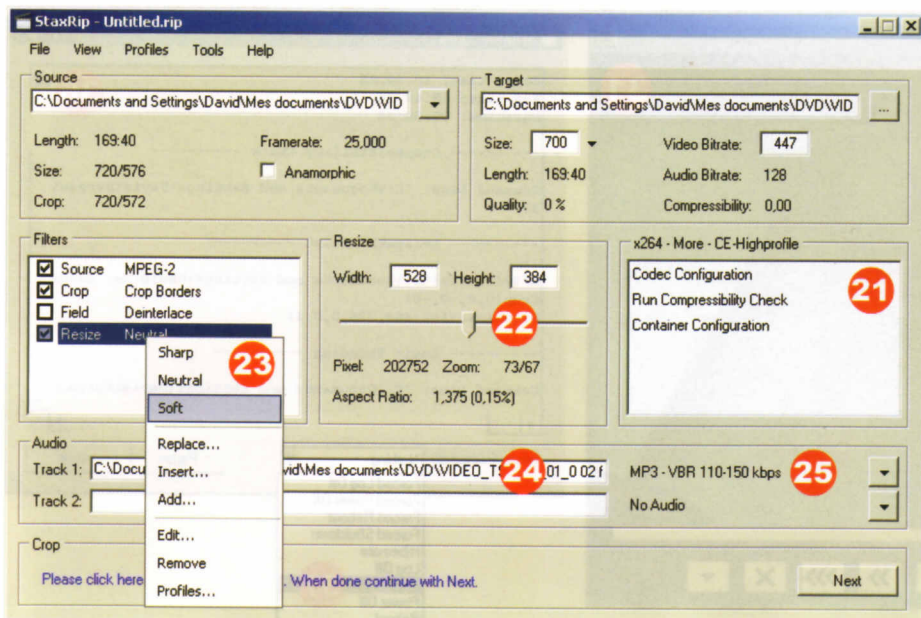 StaxRip - Untitled.rip
File View Profiles Tools Help
Source
C:\Documents and Settings\David\Mes documents\DVD\VID
Length: 169:40 Framerate: 25,000
Size: 720/576 Anamorphic
Crop: 720/572
Target
C:\Documents and Settings\David\Mes documents\DVD\VID ...
Size: 700 Video Bitrate: 447
Length: 169:40 Audio Bitrate: 128
Quality: 0 % Compressibility: 0,00
Filters
Source MPEG-2
Crop Crop Borders
Field Deinterlace
Resize Neutral
Sharp
Neutral
Soft
Replace...
Insert...
Add...
Edit...
Remove
Profiles...
23
Resize
Width: 528 Height: 384
22
Pixel: 202752 Zoom: 73/67
Aspect Ratio: 1,375 (0,15%)
x264 - More - CE-Highprofile
Codec Configuration
Run Compressibility Check
Container Configuration
21
Audio
Track 1: C:\Docu vid\Mes documents\DVD\VIDEO_TS 24 01_0 02 f MP3 - VBR 110-150 kbps 25
Track 2: No Audio
Crop
Please click here . When done continue with Next. Next